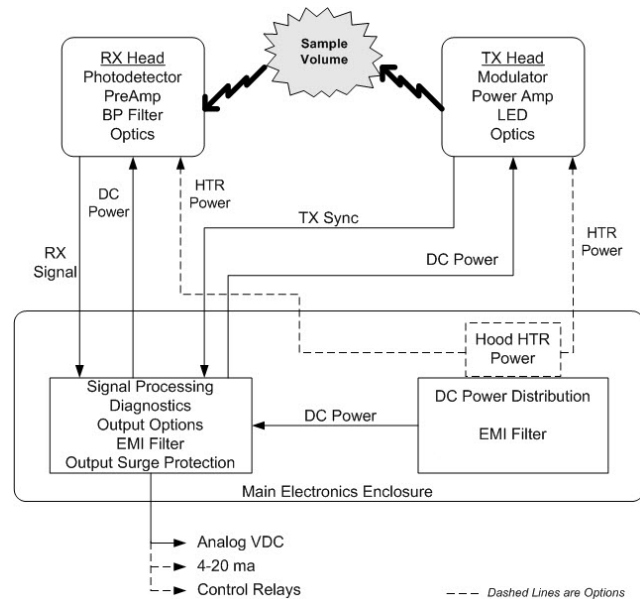 RX Head
Photodetector
PreAmp
BP Filter
Optics
Sample
Volume
TX Head
Modulator
Power Amp
LED
Optics
RX
Signal
DC
Power
HTR
Power
TX Sync
DC Power
HTR
Power
Hood HTR
Power
Signal Processing
Diagnostics
Output Options
EMI Filter
Output Surge Protection
DC Power
DC Power Distribution
EMI Filter
Main Electronics Enclosure
Analog VDC
4-20 ma
Control Relays
Dashed Lines are Options